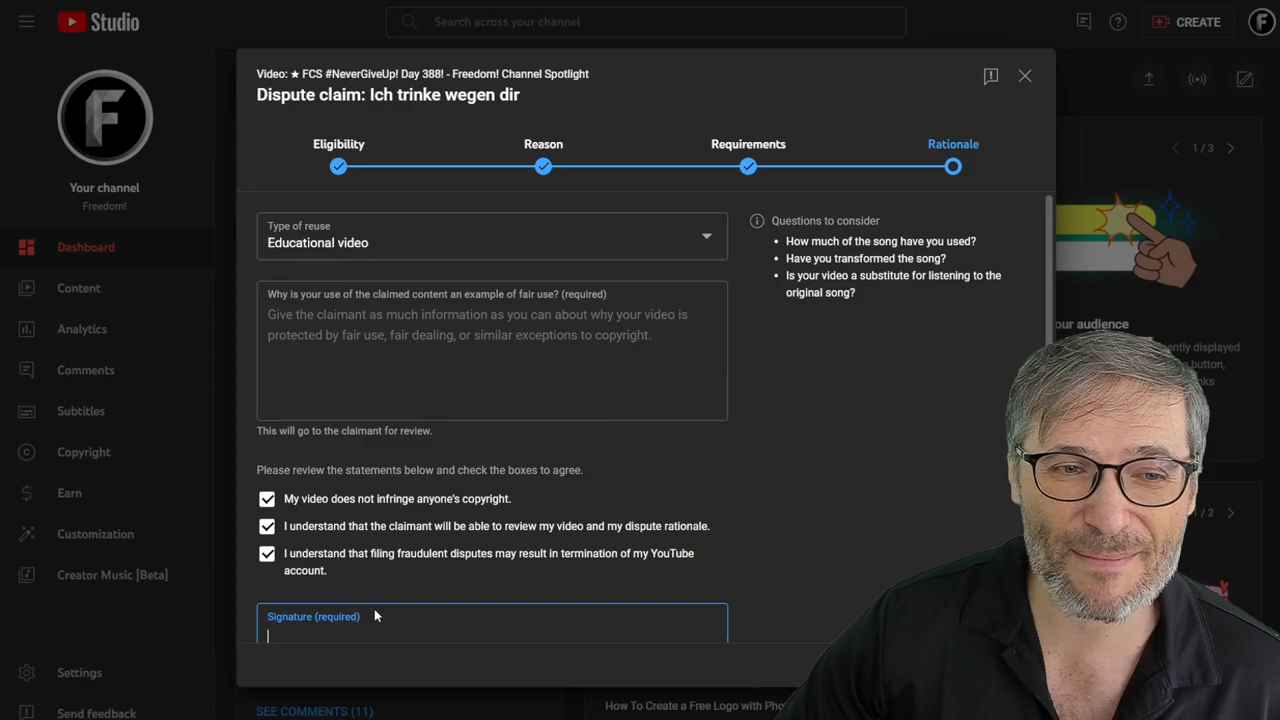 Studio
Search across your channel
CREATE
Your channel
Freedom!
Dashboard
Content
Analytics
Comments
Subtitles
Copyright
Earn
Customization
Creator Music [Beta]
Settings
Send feedback
Video: ★ FCS #NeverGiveUp! Day 388! - Freedom! Channel Spotlight
Dispute claim: Ich trinke wegen dir
Eligibility
Reason
Requirements
Rationale
Type of reuse
Educational video
Why is your use of the claimed content an example of fair use? (required)
Give the claimant as much information as you can about why your video is
protected by fair use, fair dealing, or similar exceptions to copyright.
This will go to the claimant for review.
Please review the statements below and check the boxes to agree.
My video does not infringe anyone's copyright.
I understand that the claimant will be able to review my video and my dispute rationale.
I understand that filing fraudulent disputes may result in termination of my YouTube
account.
Signature (required)
Questions to consider
• How much of the song have you used?
• Have you transformed the song?
• Is your video a substitute for listening to the
original song?
1 / 3
our audience
ently displayed
button,
/ 2
SEE COMMENTS (11)
How To Create a Free Logo with Pho